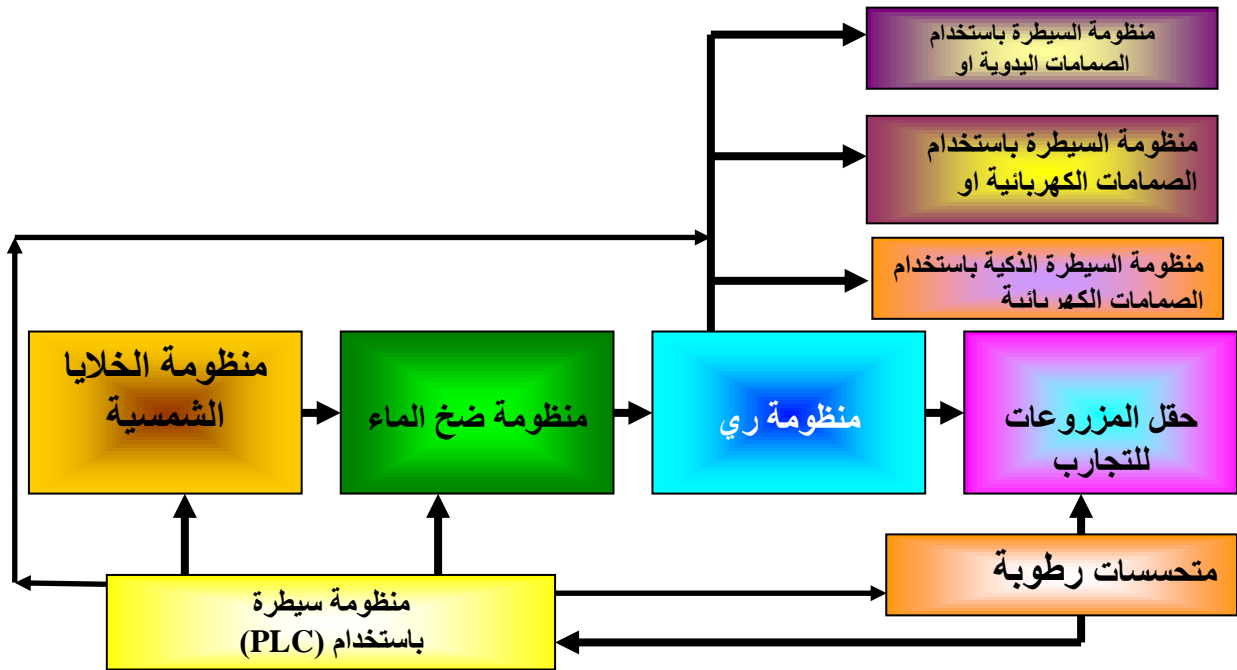 منظومة السيطرة باستخدام
الصمامات اليدوية او
منظومة السيطرة باستخدام
الصمامات الكهربائية او
منظومة السيطرة الذكية باستخدام
الصمامات الكهربائية
منظومة الخلايا
الشمسية
منظومة ضخ الماء
منظومة ري
حقل المزروعات
للتجارب
متحسسات رطوبة
منظومة سيطرة
باستخدام (PLC)